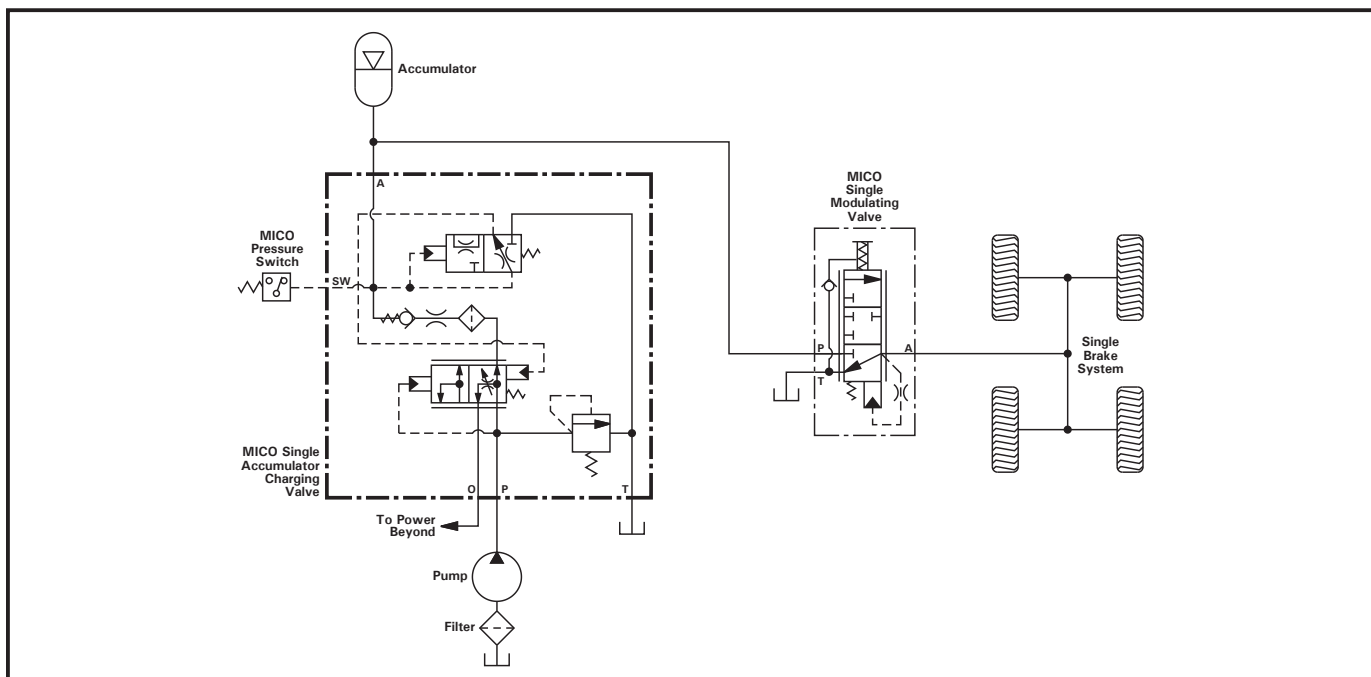 Accumulator
A
MICO
Pressure
Switch
SW
MICO Single
Accumulator
Charging
Valve
O
P
T
To Power
Beyond
Pump
Filter
MICO
Single
Modulating
Valve
P
A
T
Single
Brake
System